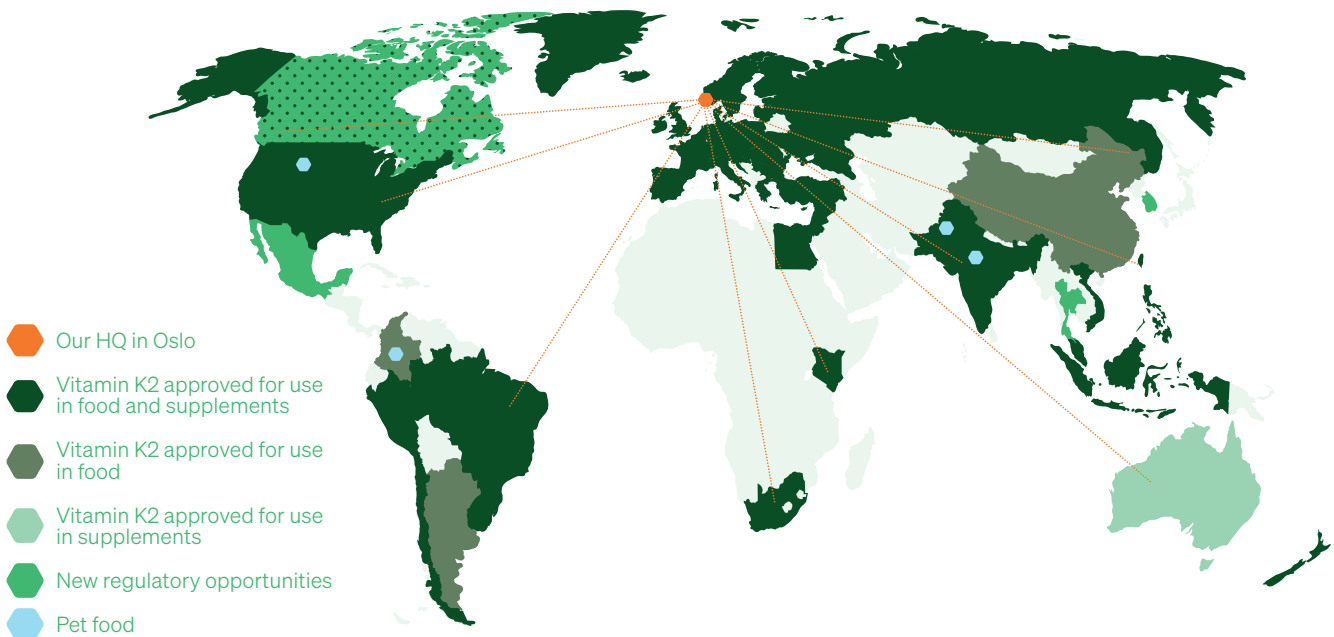 Our HQ in Oslo
Vitamin K2 approved for use
in food and supplements
Vitamin K2 approved for use
in food
Vitamin K2 approved for use
in supplements
New regulatory opportunities
Pet food